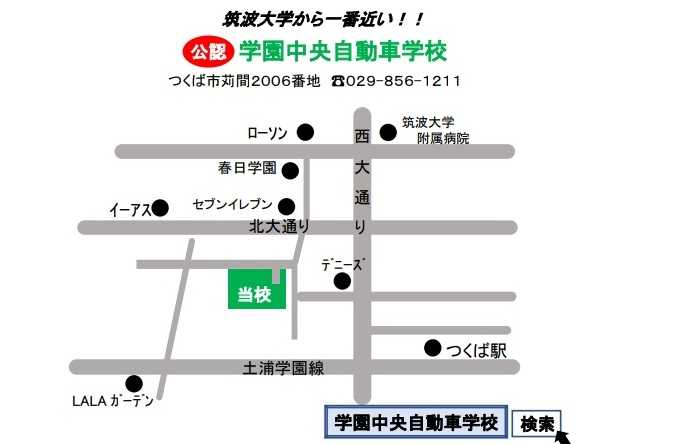 筑波大学から一番近い！！
公認 学園中央自動車学校
つくば市苅間2006番地 ☎029-856-1211
ローソン
筑波大学
附属病院
西大通り
春日学園
セブンイレブン
イーアス
北大通り
ﾃﾞﾆｰｽﾞ
当校
つくば駅
土浦学園線
LALA ｶﾞｰﾃﾞﾝ
学園中央自動車学校 検索